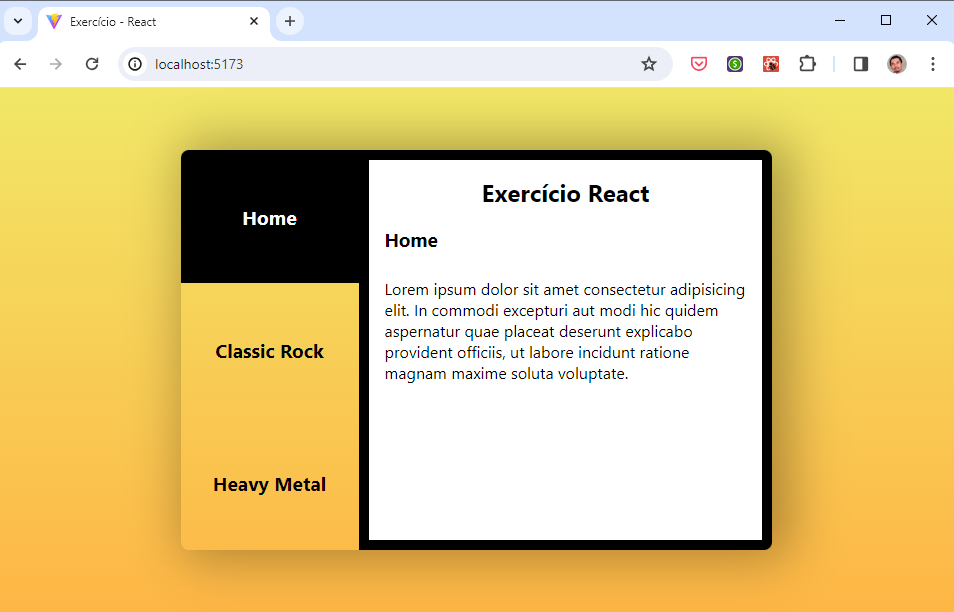 Exercício - React
localhost:5173
Home
Classic Rock
Heavy Metal
Exercício React
Home
Lorem ipsum dolor sit amet consectetur adipisicing
elit. In commodi excepturi aut modi hic quidem
aspernatur quae placeat deserunt explicabo
provident officiis, ut labore incidunt ratione
magnam maxime soluta voluptate.